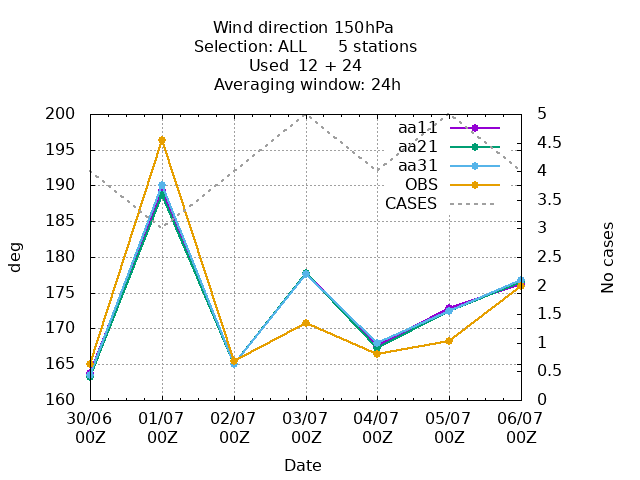 Wind direction 150hPa
Selection: ALL      5 stations
Used  12 + 24
Averaging window: 24h
200
195
190
185
180
175
170
165
160
deg
5
4.5
4
3.5
3
2.5
2
1.5
1
0.5
0
No cases
aa11
aa21
aa31
OBS
CASES
30/06 01/07 02/07 03/07 04/07 05/07 06/07
00Z 00Z 00Z 00Z 00Z 00Z 00Z
Date